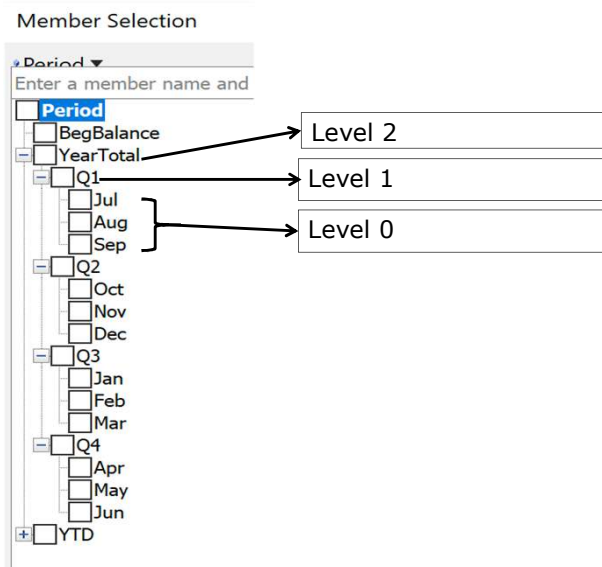 Member Selection
Period
Enter a member name and
Period
BegBalance
YearTotal
Level 2
Q1
Level 1
Jul
Aug
Level 0
Sep
Q2
Oct
Nov
Dec
Q3
Jan
Feb
Mar
Q4
Apr
May
Jun
YTD